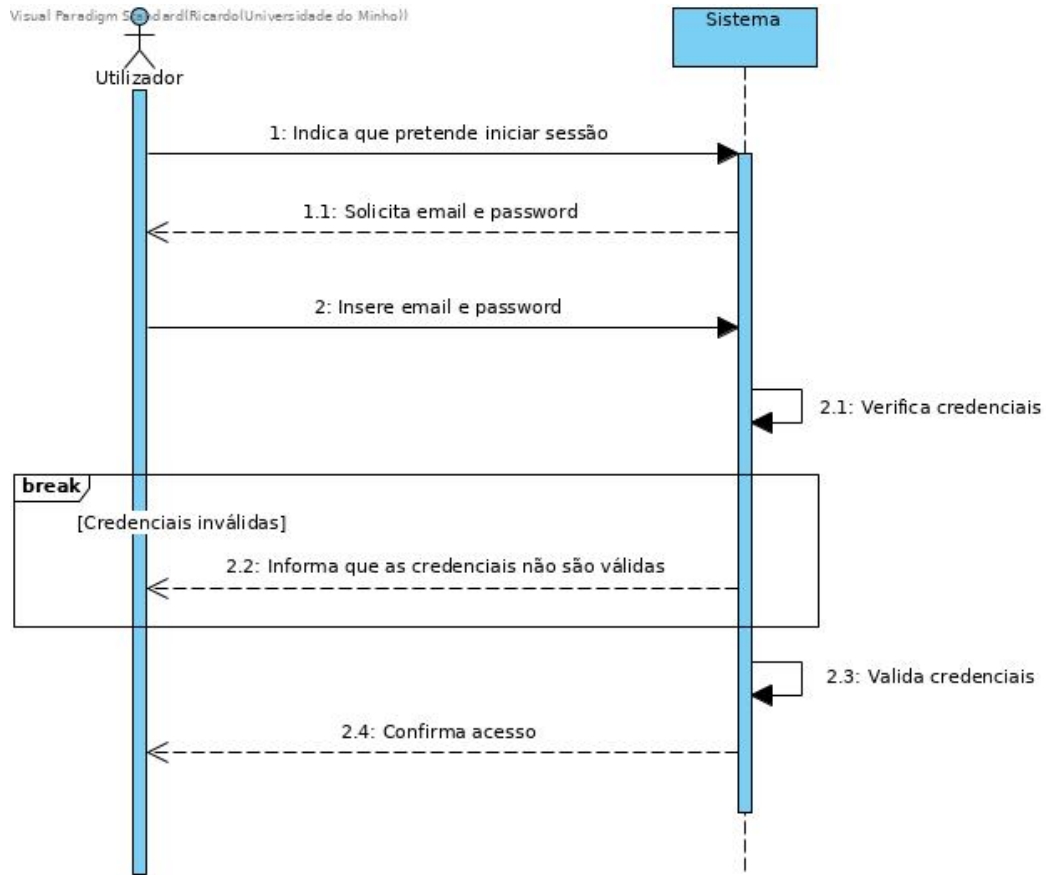 Visual Paradigm Standard(Ricardo(Universidade do Minho))
Sistema
Utilizador
1: Indica que pretende iniciar sessão
1.1: Solicita email e password
2: Insere email e password
2.1: Verifica credenciais
break
[Credenciais inválidas]
2.2: Informa que as credenciais não são válidas
2.3: Valida credenciais
2.4: Confirma acesso